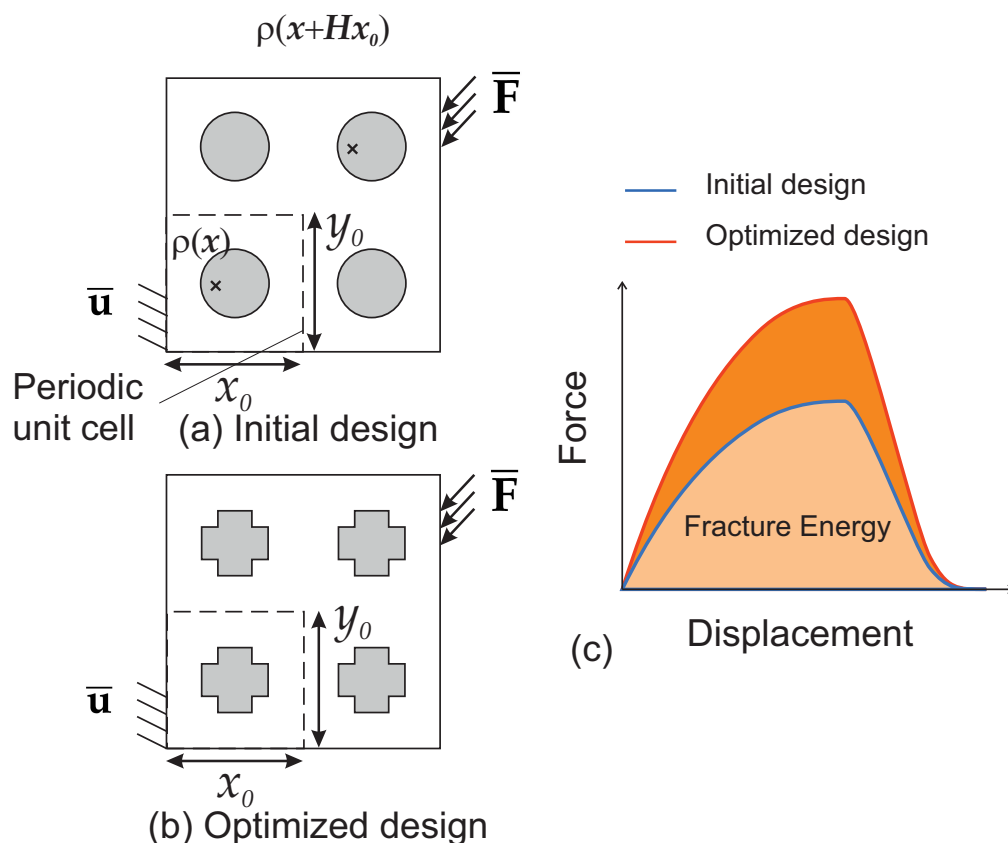 ρ(x+Hx₀)
F̅
ρ(x)
y₀
u̅
x₀
Periodic
unit cell
(a) Initial design
F̅
y₀
u̅
x₀
(b) Optimized design
Initial design
Optimized design
Force
Fracture Energy
Displacement
(c)